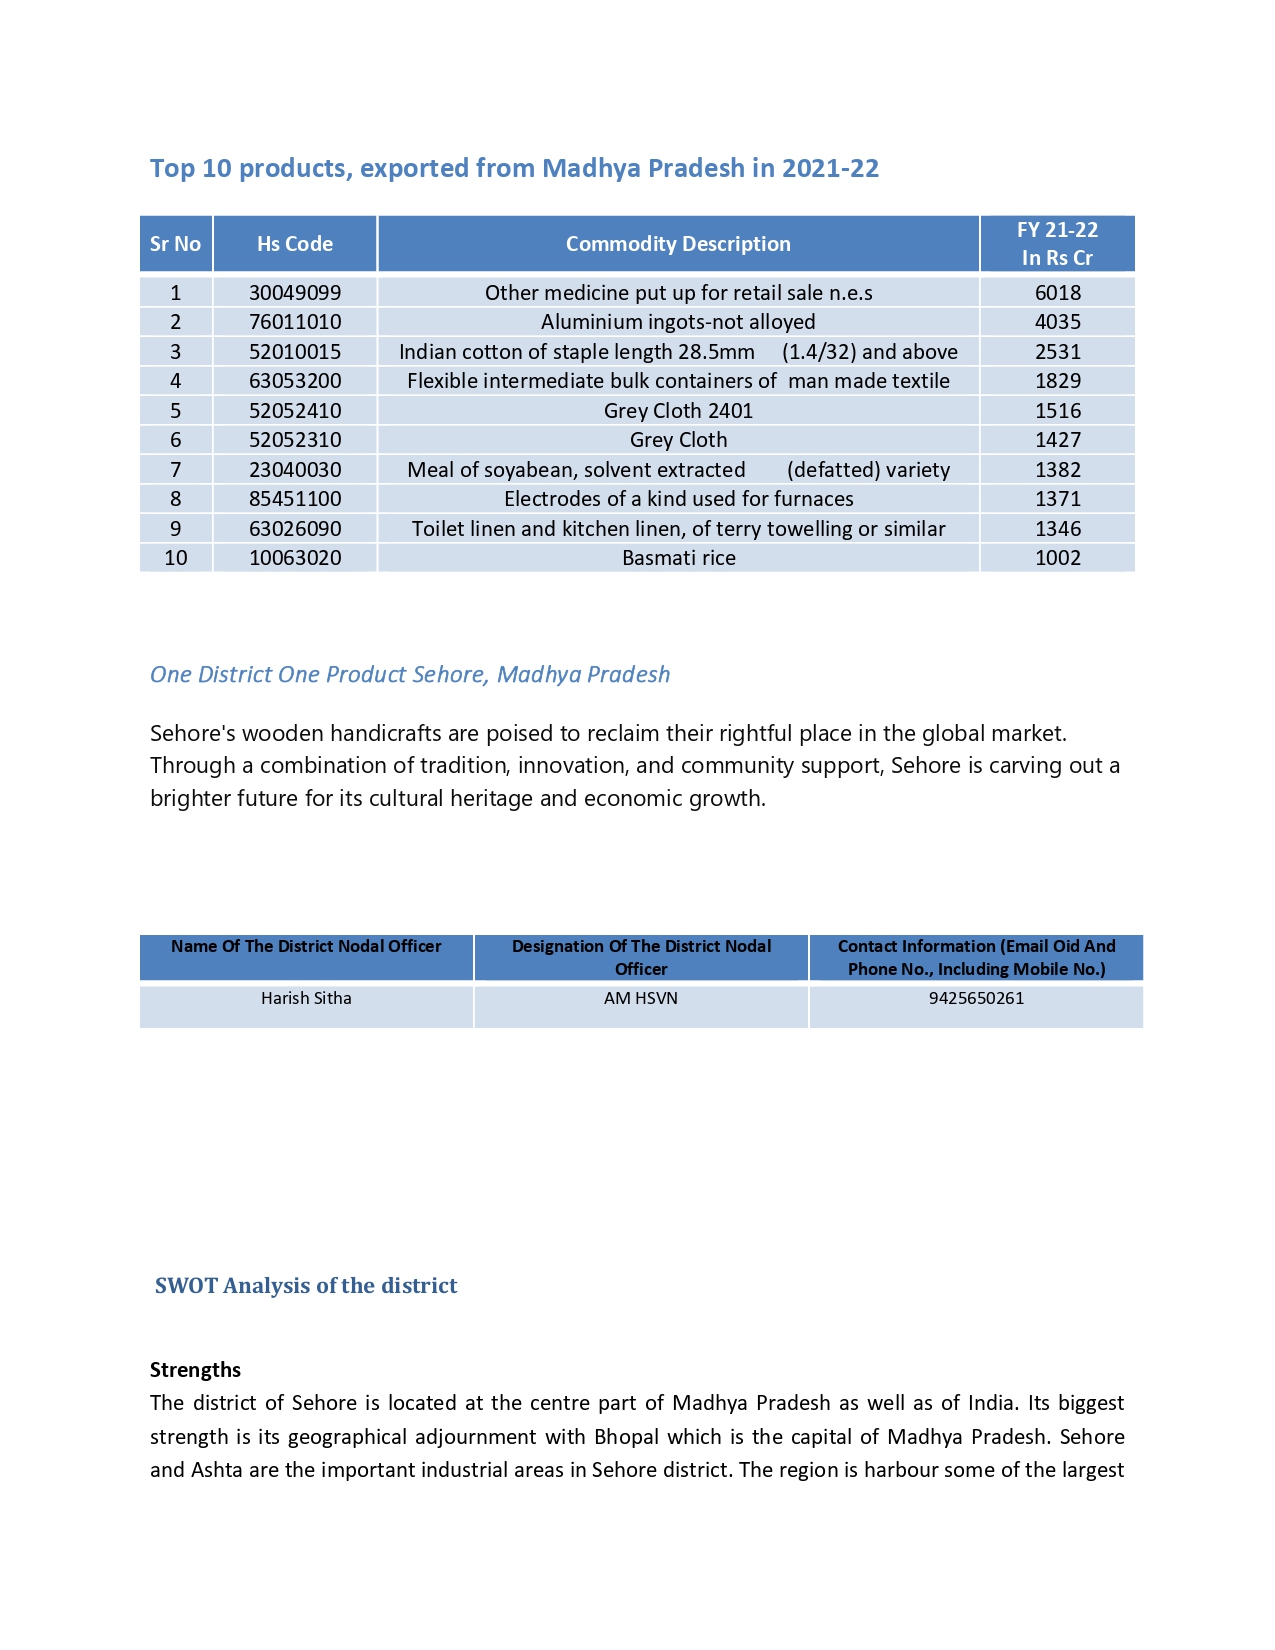 Top 10 products, exported from Madhya Pradesh in 2021-22
Sr No Hs Code Commodity Description FY 21-22 In Rs Cr
1 30049099 Other medicine put up for retail sale n.e.s 6018
2 76011010 Aluminium ingots-not alloyed 4035
3 52010015 Indian cotton of staple length 28.5mm (1.4/32) and above 2531
4 63053200 Flexible intermediate bulk containers of man made textile 1829
5 52052410 Grey Cloth 2401 1516
6 52052310 Grey Cloth 1427
7 23040030 Meal of soyabean, solvent extracted (defatted) variety 1382
8 85451100 Electrodes of a kind used for furnaces 1371
9 63026090 Toilet linen and kitchen linen, of terry towelling or similar 1346
10 10063020 Basmati rice 1002
One District One Product Sehore, Madhya Pradesh
Sehore's wooden handicrafts are poised to reclaim their rightful place in the global market.
Through a combination of tradition, innovation, and community support, Sehore is carving out a
brighter future for its cultural heritage and economic growth.
Name Of The District Nodal Officer Designation Of The District Nodal Officer Contact Information (Email Oid And Phone No., Including Mobile No.)
Harish Sitha AM HSVN 9425650261
SWOT Analysis of the district
Strengths
The district of Sehore is located at the centre part of Madhya Pradesh as well as of India. Its biggest
strength is its geographical adjournment with Bhopal which is the capital of Madhya Pradesh. Sehore
and Ashta are the important industrial areas in Sehore district. The region is harbour some of the largest